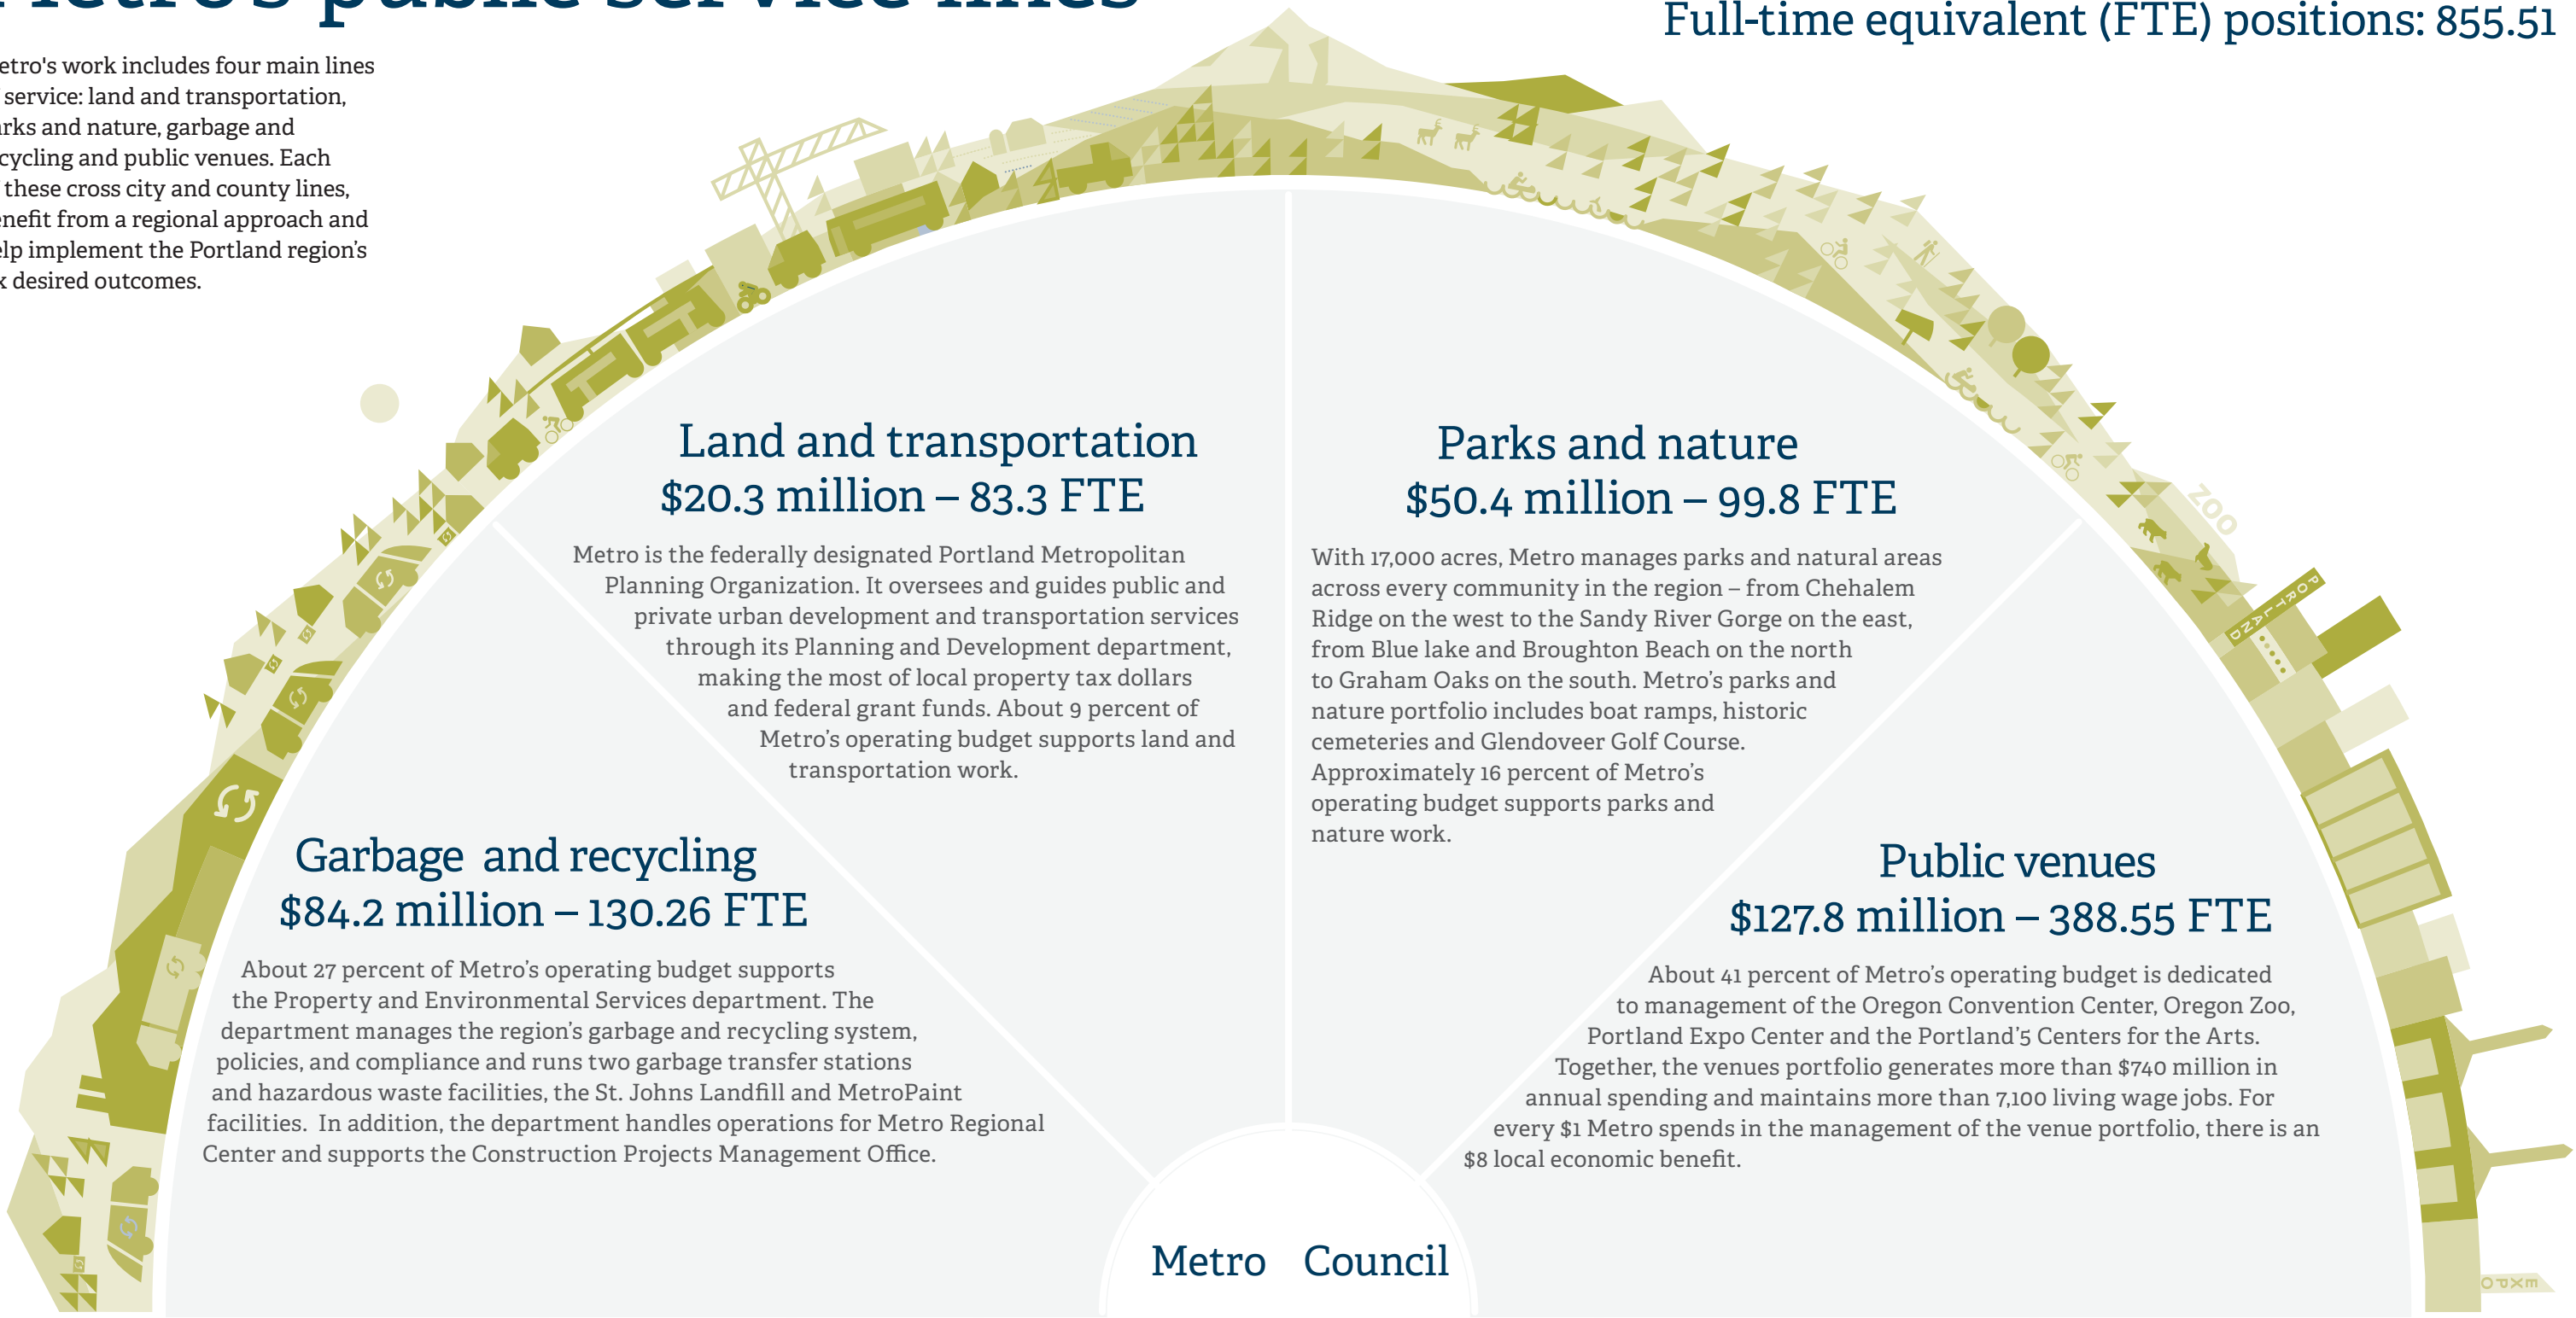 Metro's public service lines
Full-time equivalent (FTE) positions: 855.51
etro's work includes four main lines
service: land and transportation,
rks and nature, garbage and
cycling and public venues. Each
these cross city and county lines,
enefit from a regional approach and
elp implement the Portland region's
x desired outcomes.
Land and transportation
$20.3 million – 83.3 FTE
Metro is the federally designated Portland Metropolitan
Planning Organization. It oversees and guides public and
private urban development and transportation services
through its Planning and Development department,
making the most of local property tax dollars
and federal grant funds. About 9 percent of
Metro's operating budget supports land and
transportation work.
Parks and nature
$50.4 million – 99.8 FTE
With 17,000 acres, Metro manages parks and natural areas
across every community in the region – from Chehalem
Ridge on the west to the Sandy River Gorge on the east,
from Blue lake and Broughton Beach on the north
to Graham Oaks on the south. Metro's parks and
nature portfolio includes boat ramps, historic
cemeteries and Glendoveer Golf Course.
Approximately 16 percent of Metro's
operating budget supports parks and
nature work.
ZOO
PORTLAND
Garbage and recycling
$84.2 million – 130.26 FTE
About 27 percent of Metro's operating budget supports
the Property and Environmental Services department. The
department manages the region's garbage and recycling system,
policies, and compliance and runs two garbage transfer stations
and hazardous waste facilities, the St. Johns Landfill and MetroPaint
facilities. In addition, the department handles operations for Metro Regional
Center and supports the Construction Projects Management Office.
Public venues
$127.8 million – 388.55 FTE
About 41 percent of Metro's operating budget is dedicated
to management of the Oregon Convention Center, Oregon Zoo,
Portland Expo Center and the Portland'5 Centers for the Arts.
Together, the venues portfolio generates more than $740 million in
annual spending and maintains more than 7,100 living wage jobs. For
every $1 Metro spends in the management of the venue portfolio, there is an
$8 local economic benefit.
Metro Council
EXPO